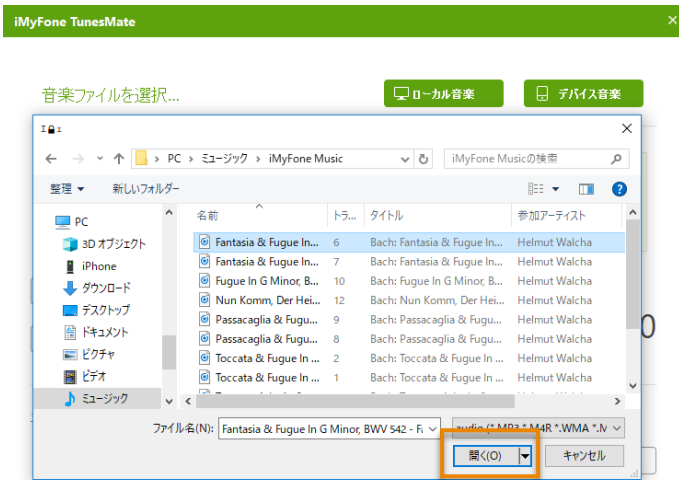 iMyFone TunesMate
×
音楽ファイルを選択...
ローカル音楽
デバイス音楽
PC › ミュージック › iMyFone Music
iMyFone Musicの検索
整理
新しいフォルダー
名前 トラ... タイトル 参加アーティスト
PC
3D オブジェクト
iPhone
ダウンロード
デスクトップ
ドキュメント
ピクチャ
ビデオ
ミュージック
Fantasia & Fugue In... 6 Bach: Fantasia & Fugue In... Helmut Walcha
Fantasia & Fugue In... 7 Bach: Fantasia & Fugue In... Helmut Walcha
Fugue In G Minor, B... 10 Bach: Fugue In G Minor, B... Helmut Walcha
Nun Komm, Der Hei... 12 Bach: Nun Komm, Der Hei... Helmut Walcha
Passacaglia & Fugu... 9 Bach: Passacaglia & Fugu... Helmut Walcha
Passacaglia & Fugu... 8 Bach: Passacaglia & Fugu... Helmut Walcha
Toccata & Fugue In ... 2 Bach: Toccata & Fugue In ... Helmut Walcha
Toccata & Fugue In ... 1 Bach: Toccata & Fugue In ... Helmut Walcha
0
ファイル名(N): Fantasia & Fugue In G Minor, BWV 542 - audio (*.MP3 *.M4R *.WMA
開く(O)
キャンセル